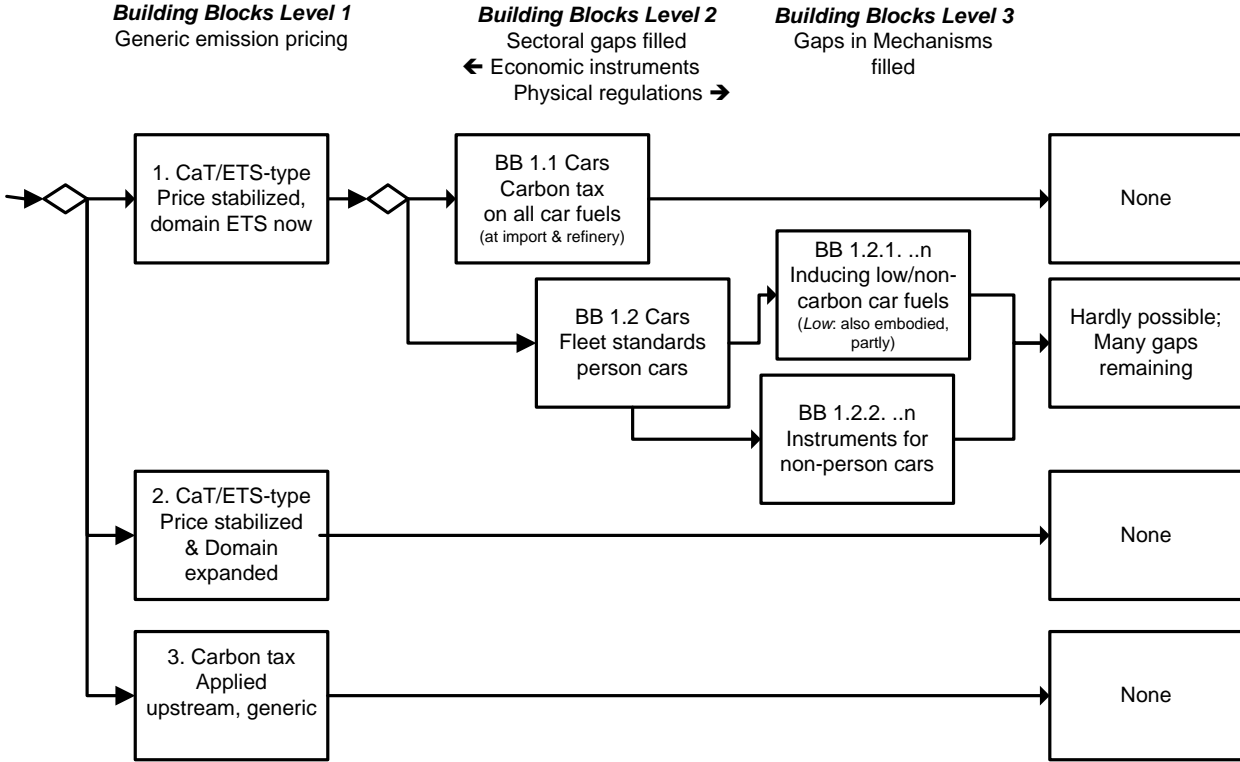 Building Blocks Level 1
Generic emission pricing
Building Blocks Level 2
Sectoral gaps filled
← Economic instruments
Physical regulations →
Building Blocks Level 3
Gaps in Mechanisms
filled
1. CaT/ETS-type
Price stabilized,
domain ETS now
BB 1.1 Cars
Carbon tax
on all car fuels
(at import & refinery)
None
BB 1.2 Cars
Fleet standards
person cars
BB 1.2.1. ..n
Inducing low/non-
carbon car fuels
(Low: also embodied,
partly)
Hardly possible;
Many gaps
remaining
BB 1.2.2. ..n
Instruments for
non-person cars
2. CaT/ETS-type
Price stabilized
& Domain
expanded
None
3. Carbon tax
Applied
upstream, generic
None